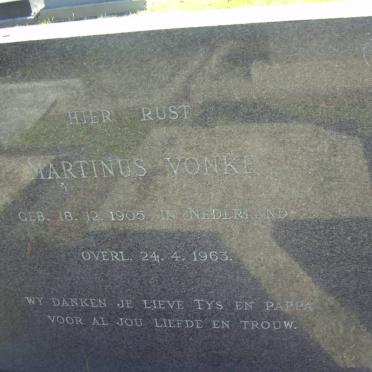 HIER RUST
MARTINUS VONKE
GEB. 18. 12. 1905 IN NEDERLAND
OVERL. 24. 4. 1963.
WY DANKEN JE LIEVE TYS EN PAPPA
VOOR AL JOU LIEFDE EN TROUW.